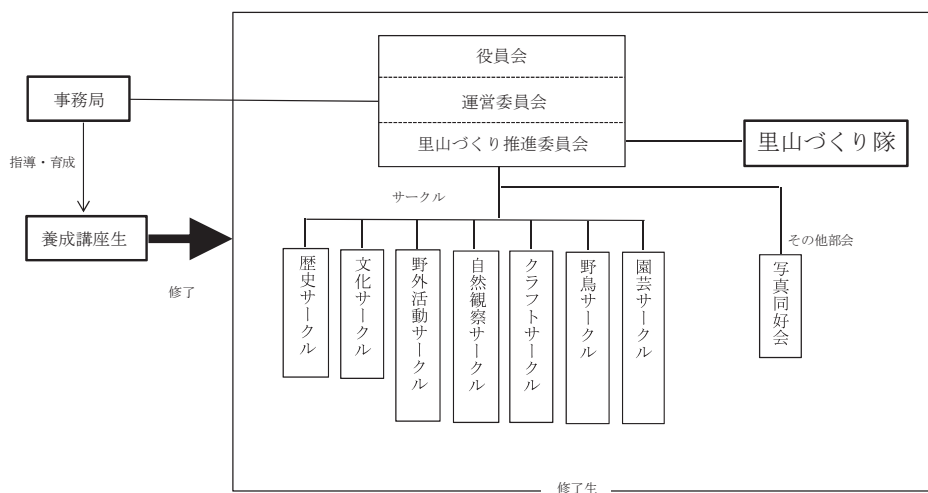 役員会
事務局
運営委員会
里山づくり推進委員会
里山づくり隊
指導・育成
サークル
養成講座生
その他部会
修了
歴史サークル
文化サークル
野外活動サークル
自然観察サークル
クラフトサークル
野鳥サークル
園芸サークル
写真同好会
修了生